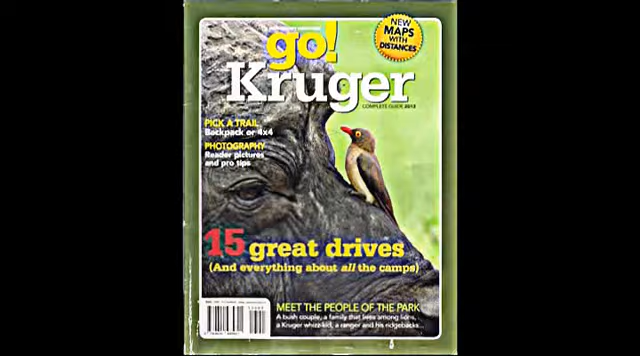 go!
Kruger
COMPLETE GUIDE 2013
NEW
MAPS
WITH
DISTANCES
PICK A TRAIL
Backpack or 4x4
PHOTOGRAPHY
Reader pictures
and pro tips
15 great drives
(And everything about all the camps)
MEET THE PEOPLE OF THE PARK
A bush couple, a family that lives among lions,
a Kruger whizz-kid, a ranger and his ridgebacks...